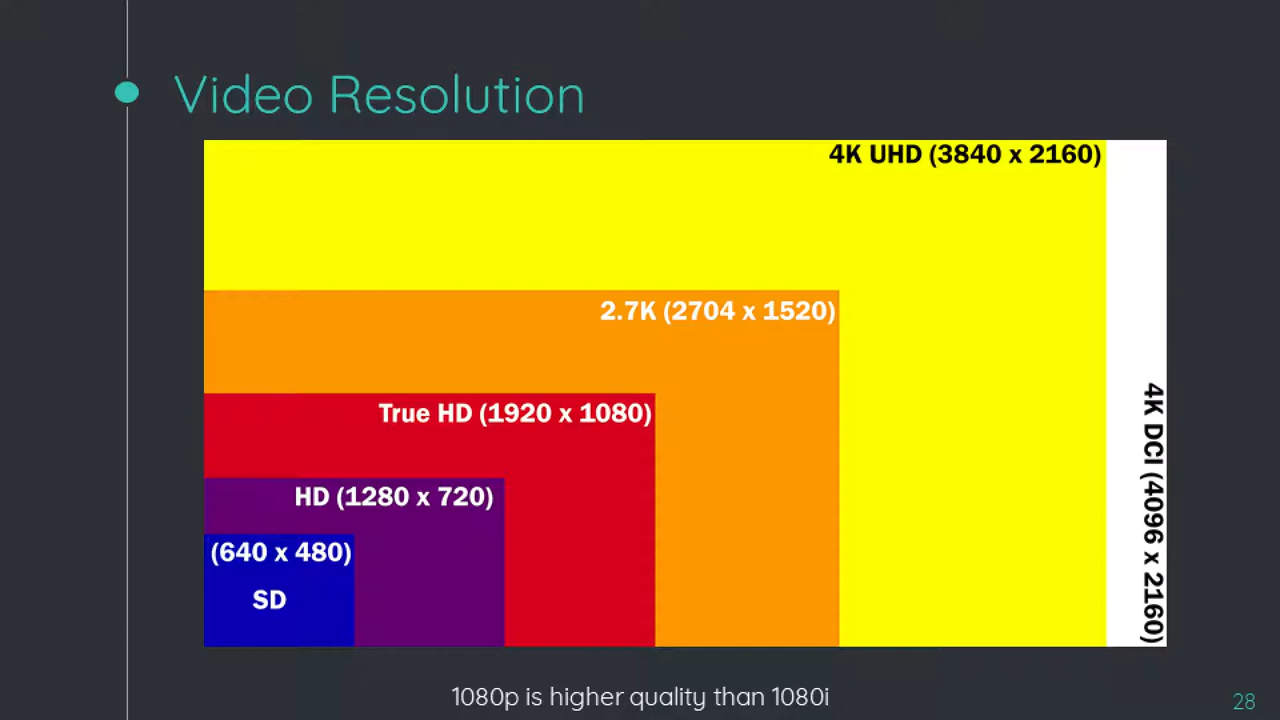 Video Resolution
4K UHD (3840 x 2160)
2.7K (2704 x 1520)
True HD (1920 x 1080)
HD (1280 x 720)
(640 x 480)
SD
4K DCI (4096 x 2160)
1080p is higher quality than 1080i
28